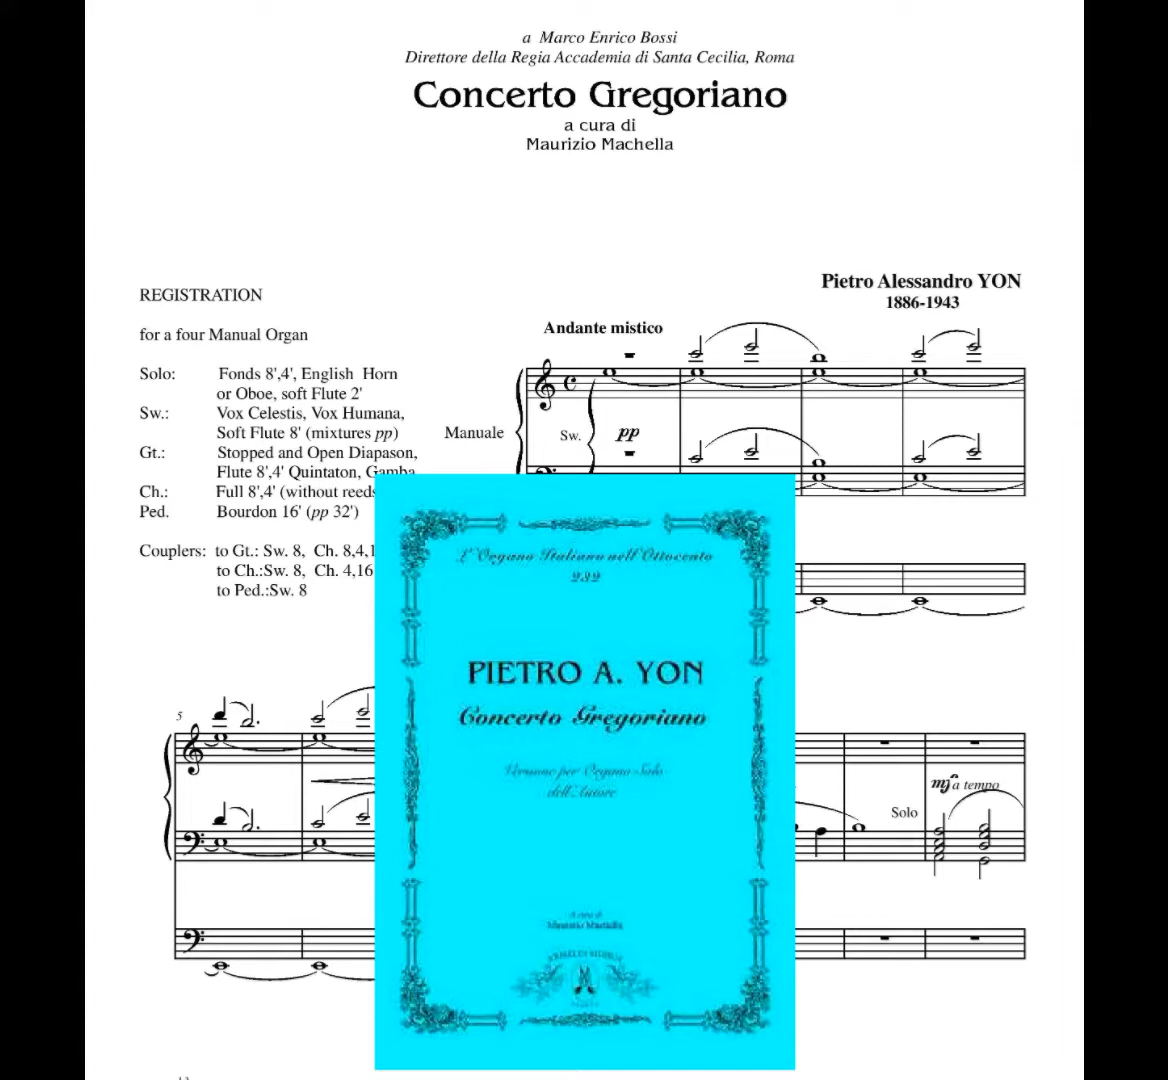 a Marco Enrico Bossi
Direttore della Regia Accademia di Santa Cecilia, Roma
Concerto Gregoriano
a cura di
Maurizio Machella
Pietro Alessandro YON
1886-1943
REGISTRATION
for a four Manual Organ
Solo: Fonds 8',4', English Horn
or Oboe, soft Flute 2'
Sw.: Vox Celestis, Vox Humana,
Soft Flute 8' (mixtures pp)
Gt.: Stopped and Open Diapason,
Flute 8',4' Quintaton, Gamba
Ch.: Full 8',4' (without reeds
Ped. Bourdon 16' (pp 32')
Couplers: to Gt.: Sw. 8, Ch. 8,4,1
to Ch.:Sw. 8, Ch. 4,16
to Ped.:Sw. 8
Andante mistico
Manuale
Sw.
pp
5
Solo
mf
a tempo
L'Organo Italiano nell'Ottocento
232
PIETRO A. YON
Concerto Gregoriano
Versione per Organo Solo
dell'Autore
A cura di
Maurizio Machella